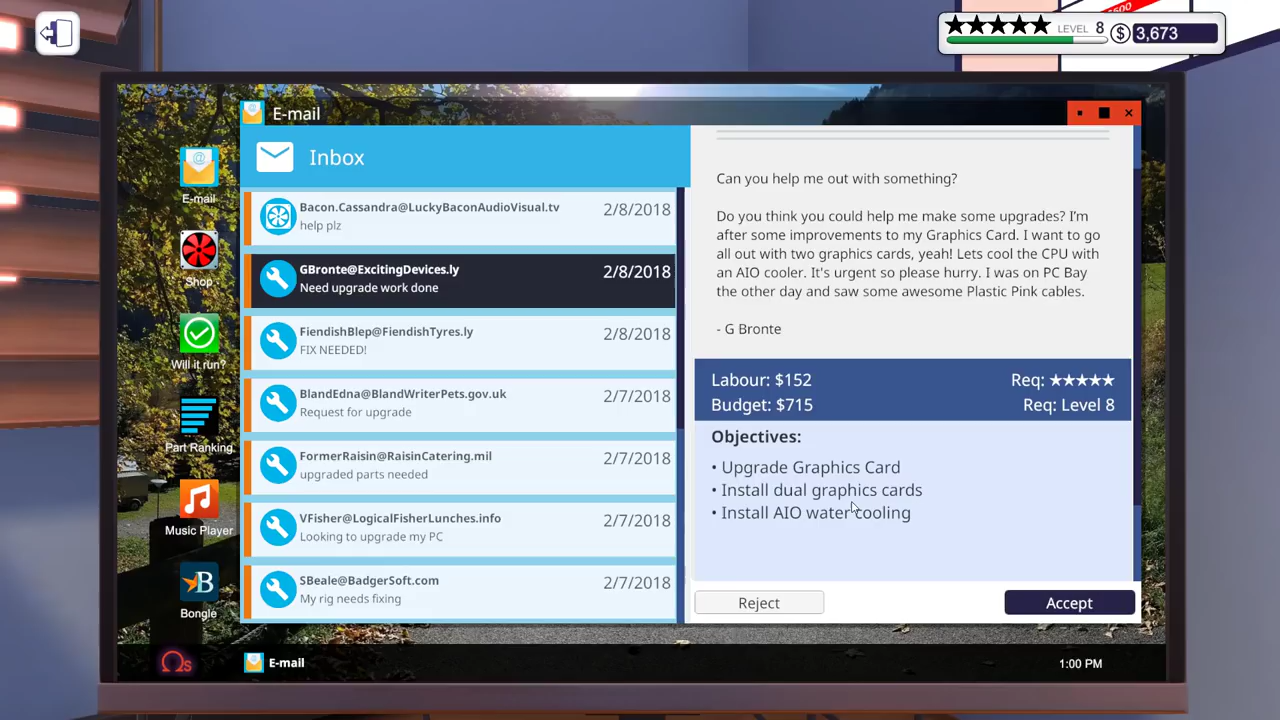 $500
★★★★★ LEVEL 8 $ 3,673
E-mail
Inbox
Bacon.Cassandra@LuckyBaconAudioVisual.tv 2/8/2018
help plz
GBronte@ExcitingDevices.ly 2/8/2018
Need upgrade work done
FiendishBlep@FiendishTyres.ly 2/8/2018
FIX NEEDED!
BlandEdna@BlandWriterPets.gov.uk 2/7/2018
Request for upgrade
FormerRaisin@RaisinCatering.mil 2/7/2018
upgraded parts needed
VFisher@LogicalFisherLunches.info 2/7/2018
Looking to upgrade my PC
SBeale@BadgerSoft.com 2/7/2018
My rig needs fixing
Can you help me out with something?
Do you think you could help me make some upgrades? I'm
after some improvements to my Graphics Card. I want to go
all out with two graphics cards, yeah! Lets cool the CPU with
an AIO cooler. It's urgent so please hurry. I was on PC Bay
the other day and saw some awesome Plastic Pink cables.
- G Bronte
Labour: $152 Req: ★★★★★
Budget: $715 Req: Level 8
Objectives:
• Upgrade Graphics Card
• Install dual graphics cards
• Install AIO water cooling
Reject
Accept
E-mail
Shop
Will it run?
Part Ranking
Music Player
Bongle
Ωs E-mail 1:00 PM